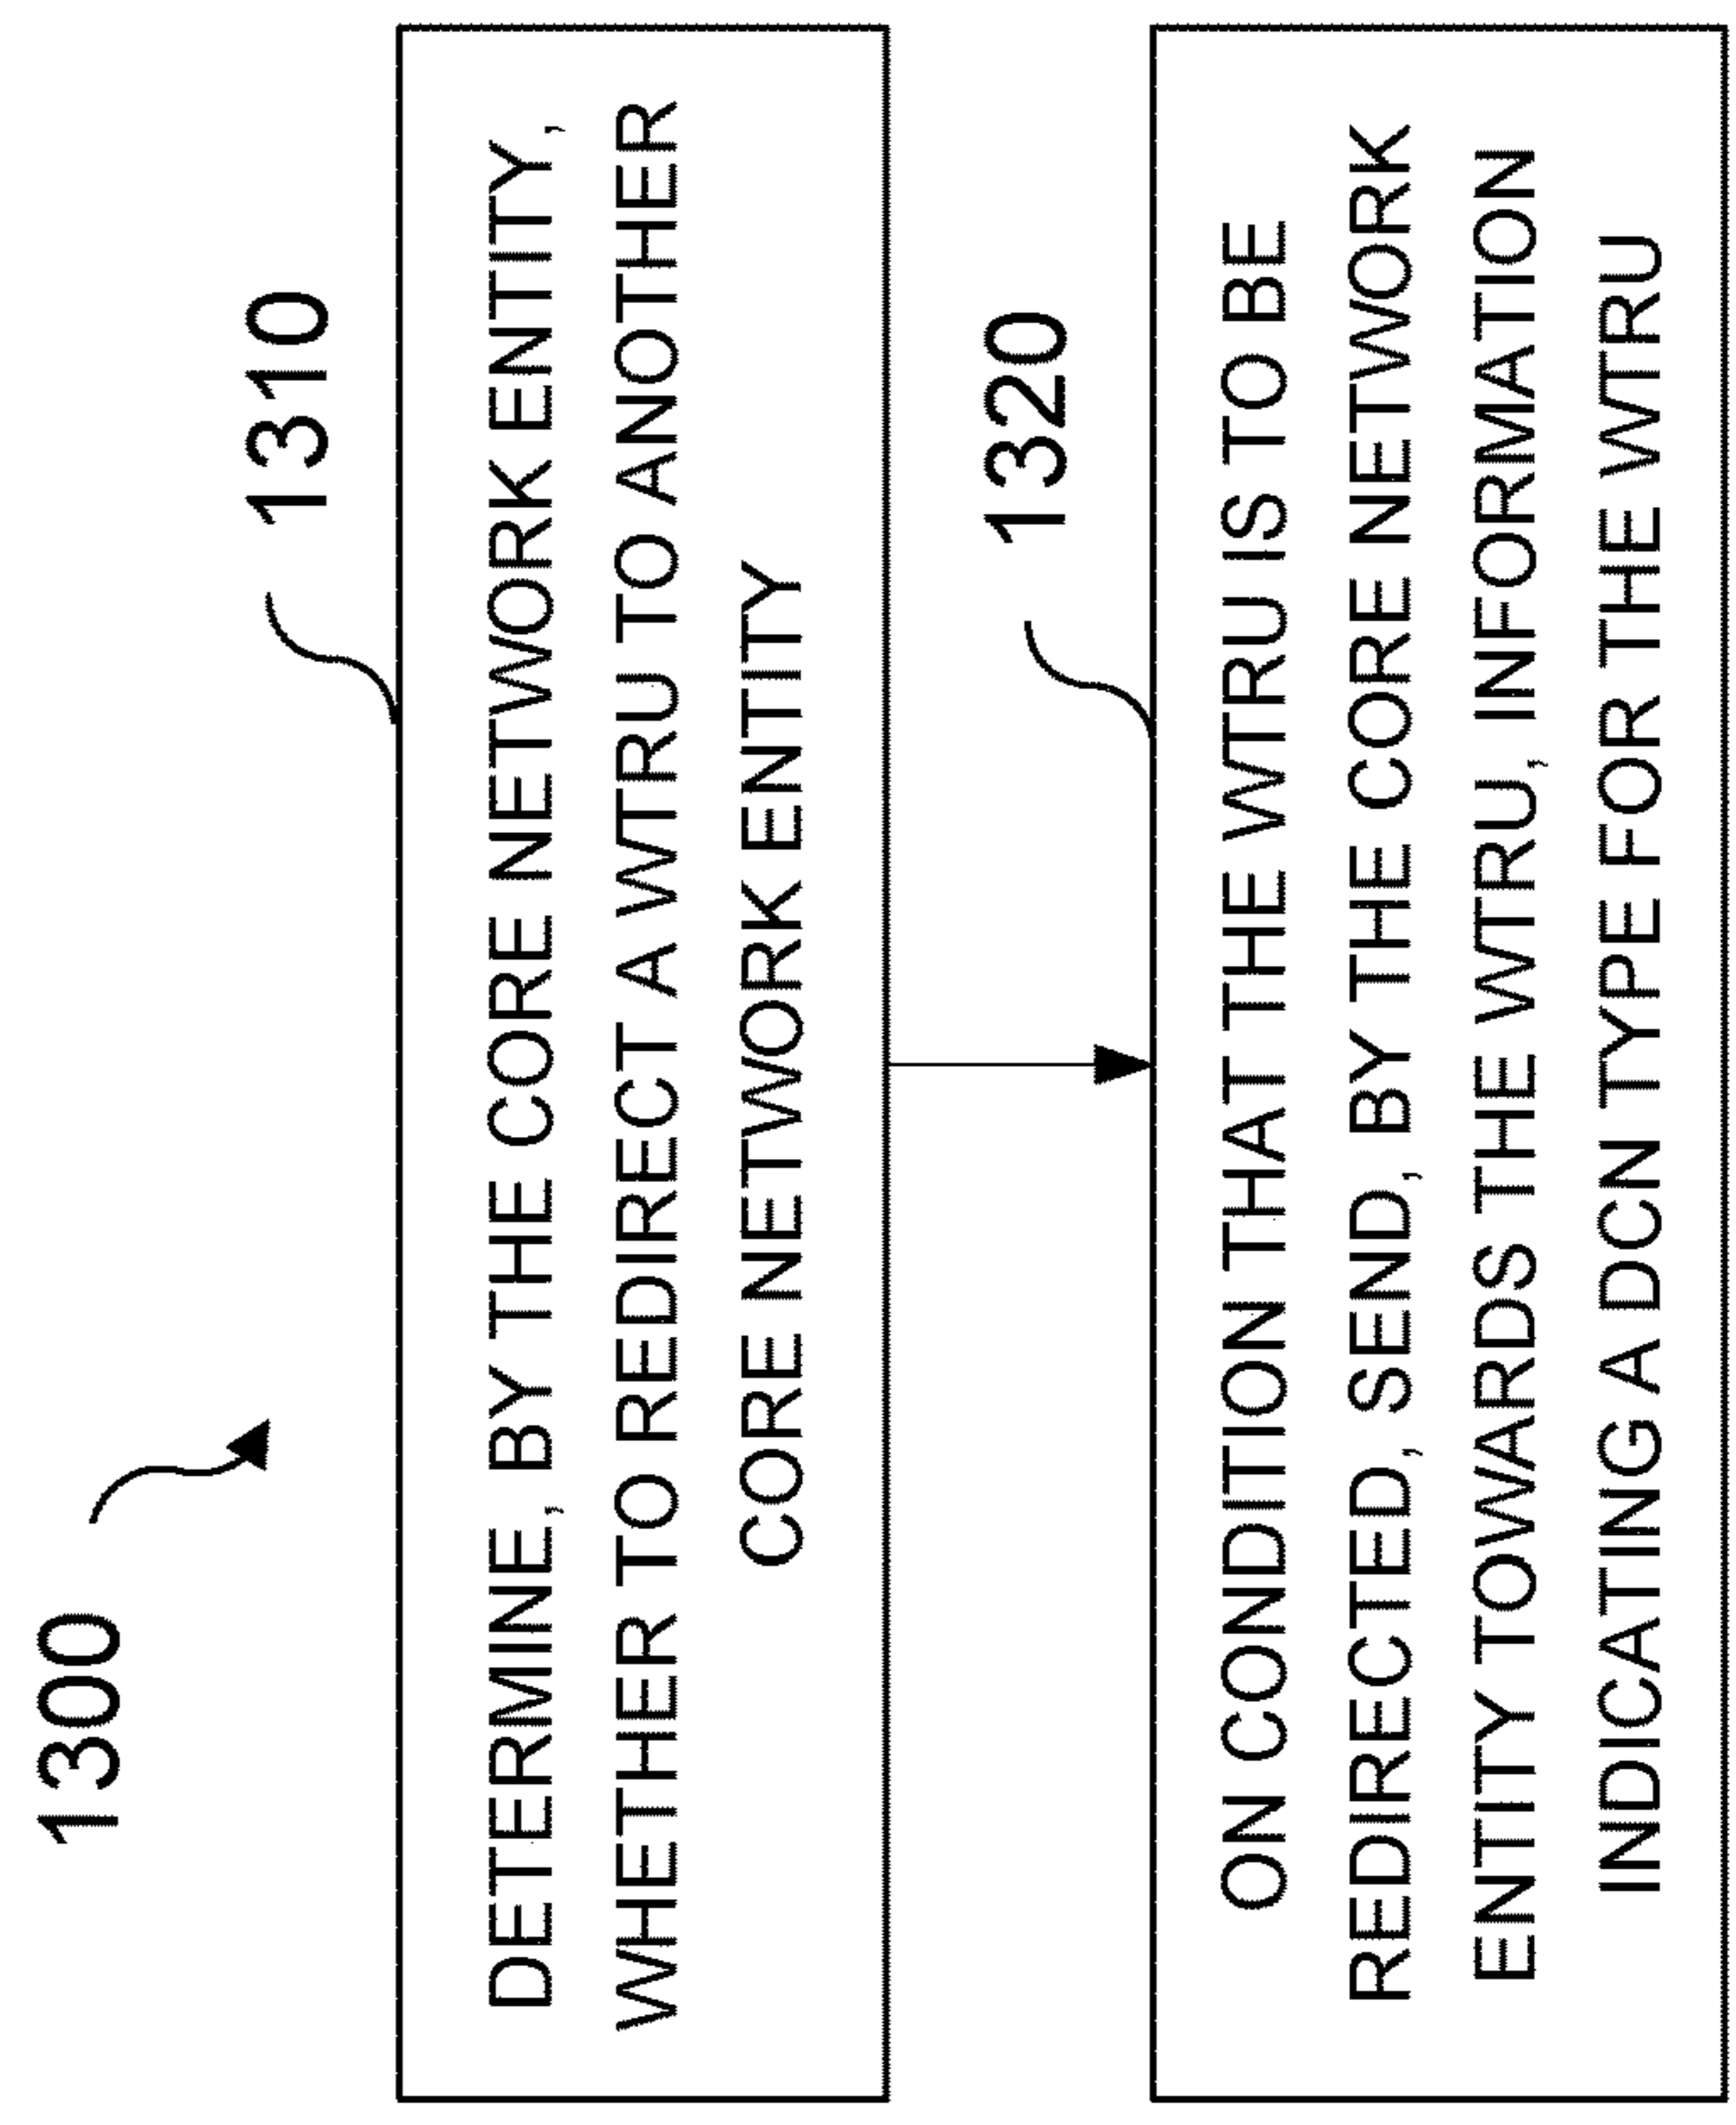 1300
1310
DETERMINE, BY THE CORE NETWORK ENTITY,
WHETHER TO REDIRECT A WTRU TO ANOTHER
CORE NETWORK ENTITY
1320
ON CONDITION THAT THE WTRU IS TO BE
REDIRECTED, SEND, BY THE CORE NETWORK
ENTITY TOWARDS THE WTRU, INFORMATION
INDICATING A DCN TYPE FOR THE WTRU